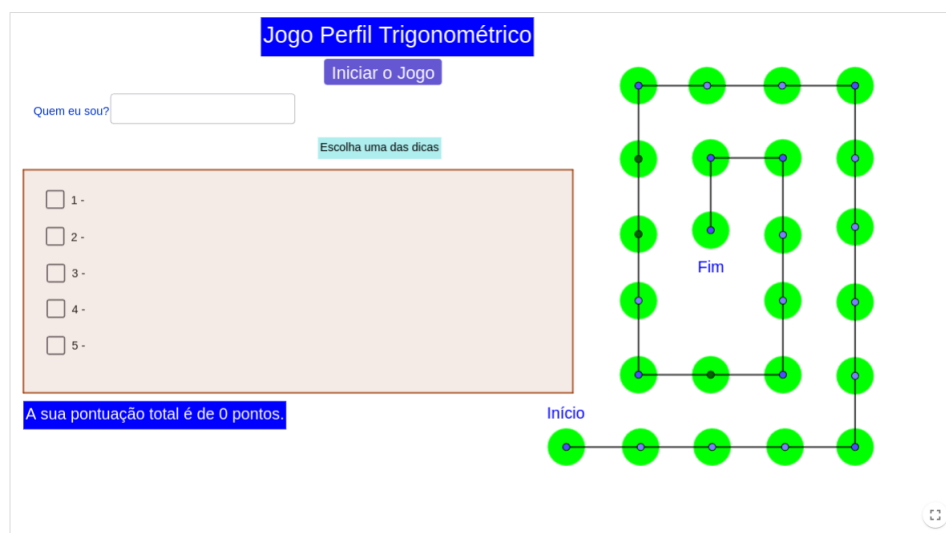 Jogo Perfil Trigonométrico
Iniciar o Jogo
Quem eu sou?
Escolha uma das dicas
1 -
2 -
3 -
4 -
5 -
Fim
A sua pontuação total é de 0 pontos.
Início